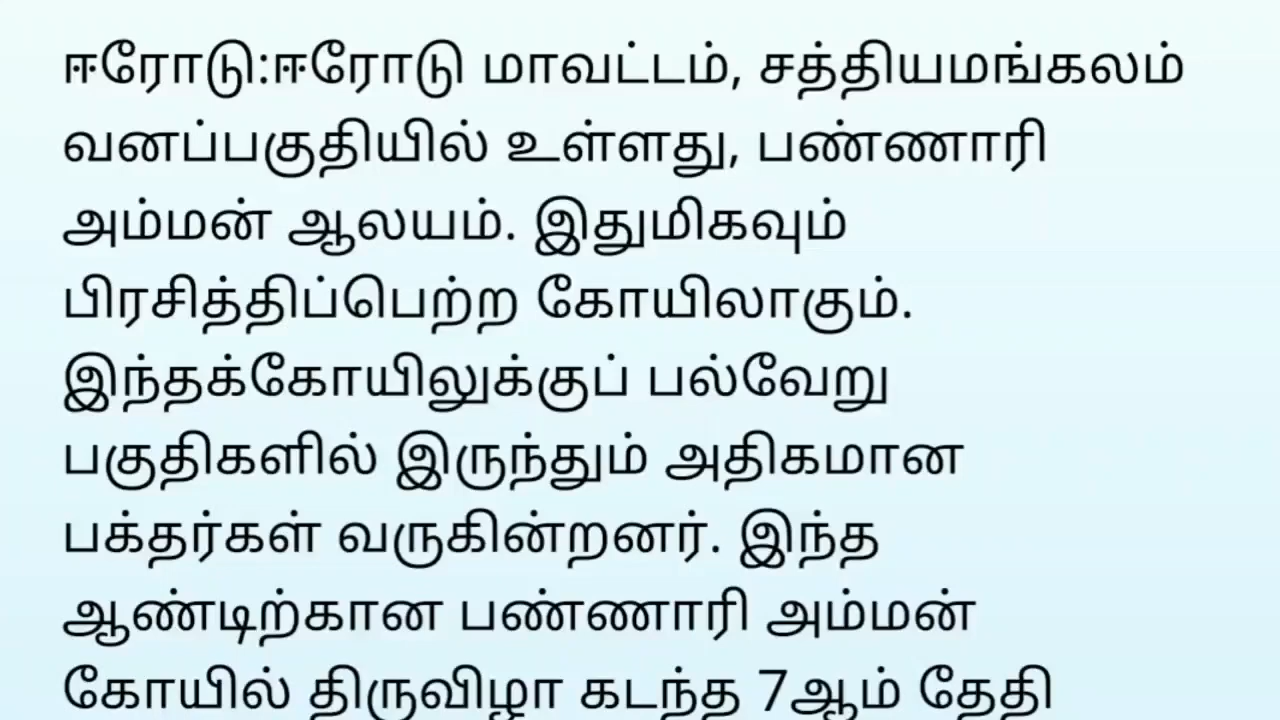 ஈரோடு:ஈரோடு மாவட்டம், சத்தியமங்கலம்
வனப்பகுதியில் உள்ளது, பண்ணாரி
அம்மன் ஆலயம். இதுமிகவும்
பிரசித்திப்பெற்ற கோயிலாகும்.
இந்தக்கோயிலுக்குப் பல்வேறு
பகுதிகளில் இருந்தும் அதிகமான
பக்தர்கள் வருகின்றனர். இந்த
ஆண்டிற்கான பண்ணாரி அம்மன்
கோயில் திருவிழா கடந்த 7ஆம் தேதி